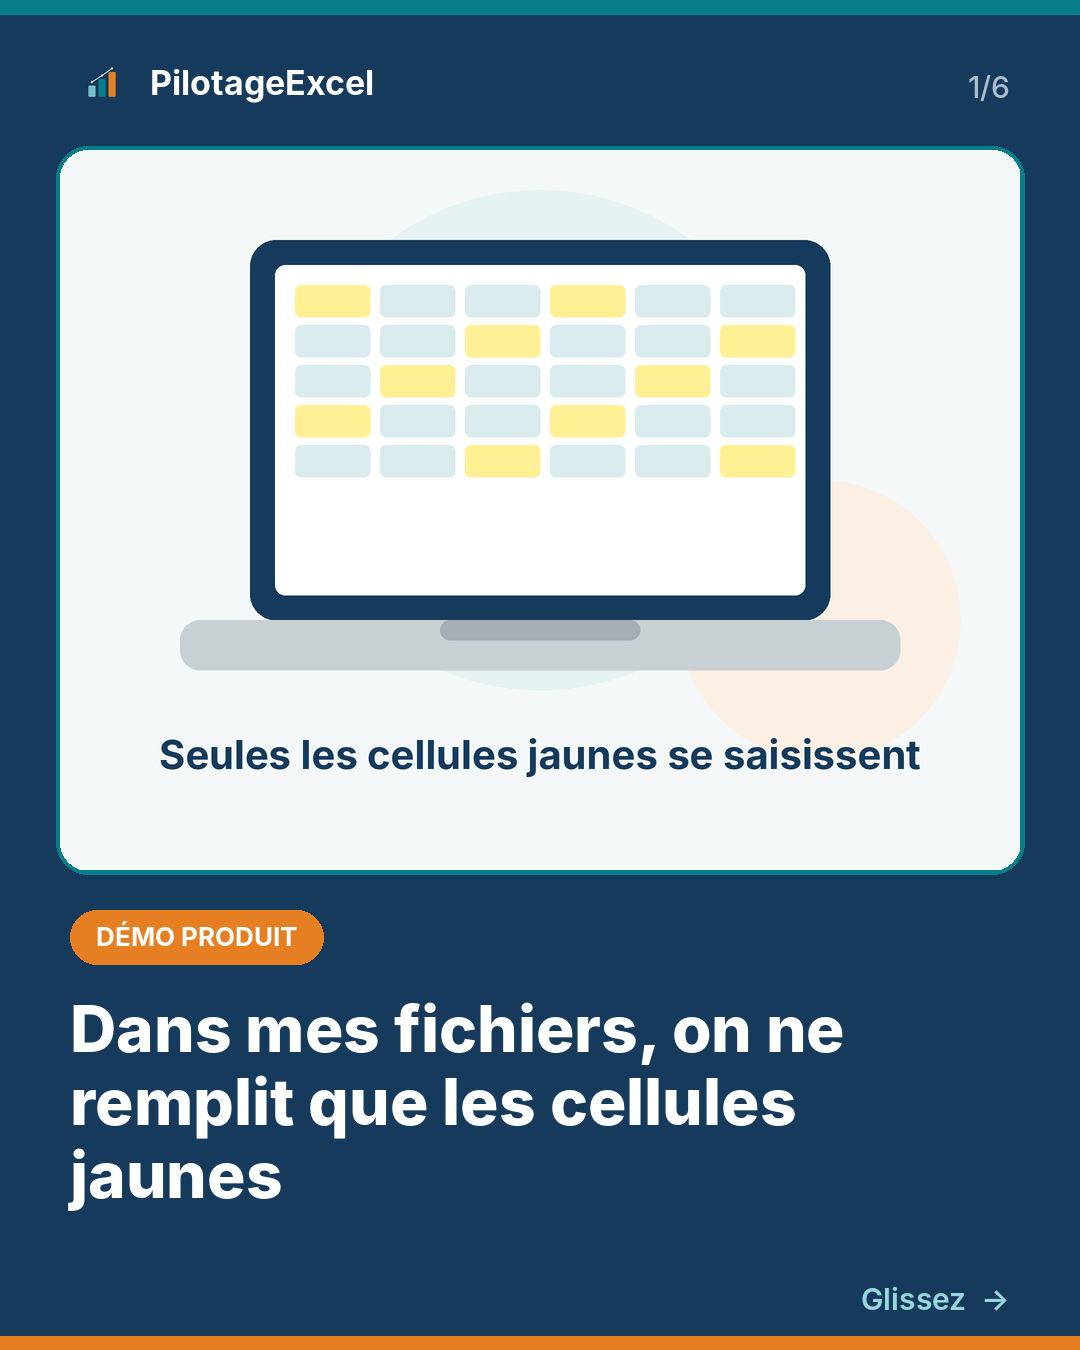 PilotageExcel
1/6
Seules les cellules jaunes se saisissent
DÉMO PRODUIT
Dans mes fichiers, on ne
remplit que les cellules
jaunes
Glissez →